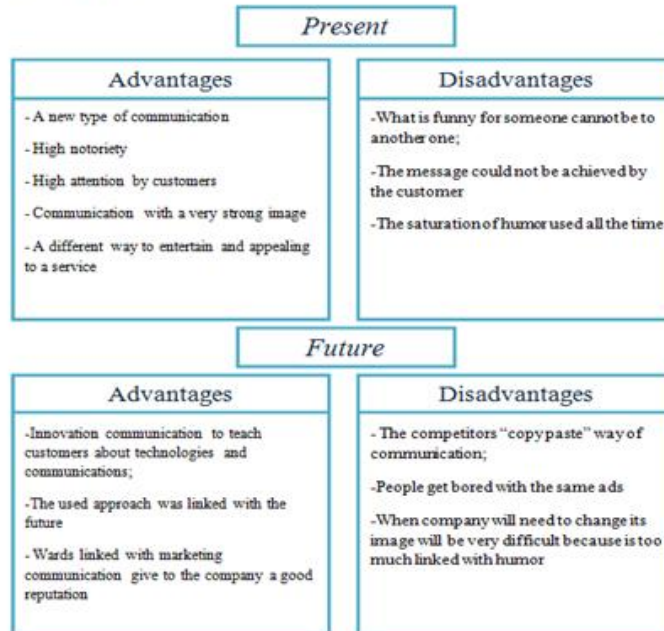 Present
Advantages
- A new type of communication
- High notoriety
- High attention by customers
- Communication with a very strong image
- A different way to entertain and appealing
to a service
Disadvantages
-What is funny for someone cannot be to
another one;
-The message could not be achieved by
the customer
-The saturation of humor used all the time
Future
Advantages
-Innovation communication to teach
customers about technologies and
communications;
-The used approach was linked with the
future
- Wards linked with marketing
communication give to the company a good
reputation
Disadvantages
- The competitors “copy paste” way of
communication;
-People get bored with the same ads
-When company will need to change its
image will be very difficult because is too
much linked with humor